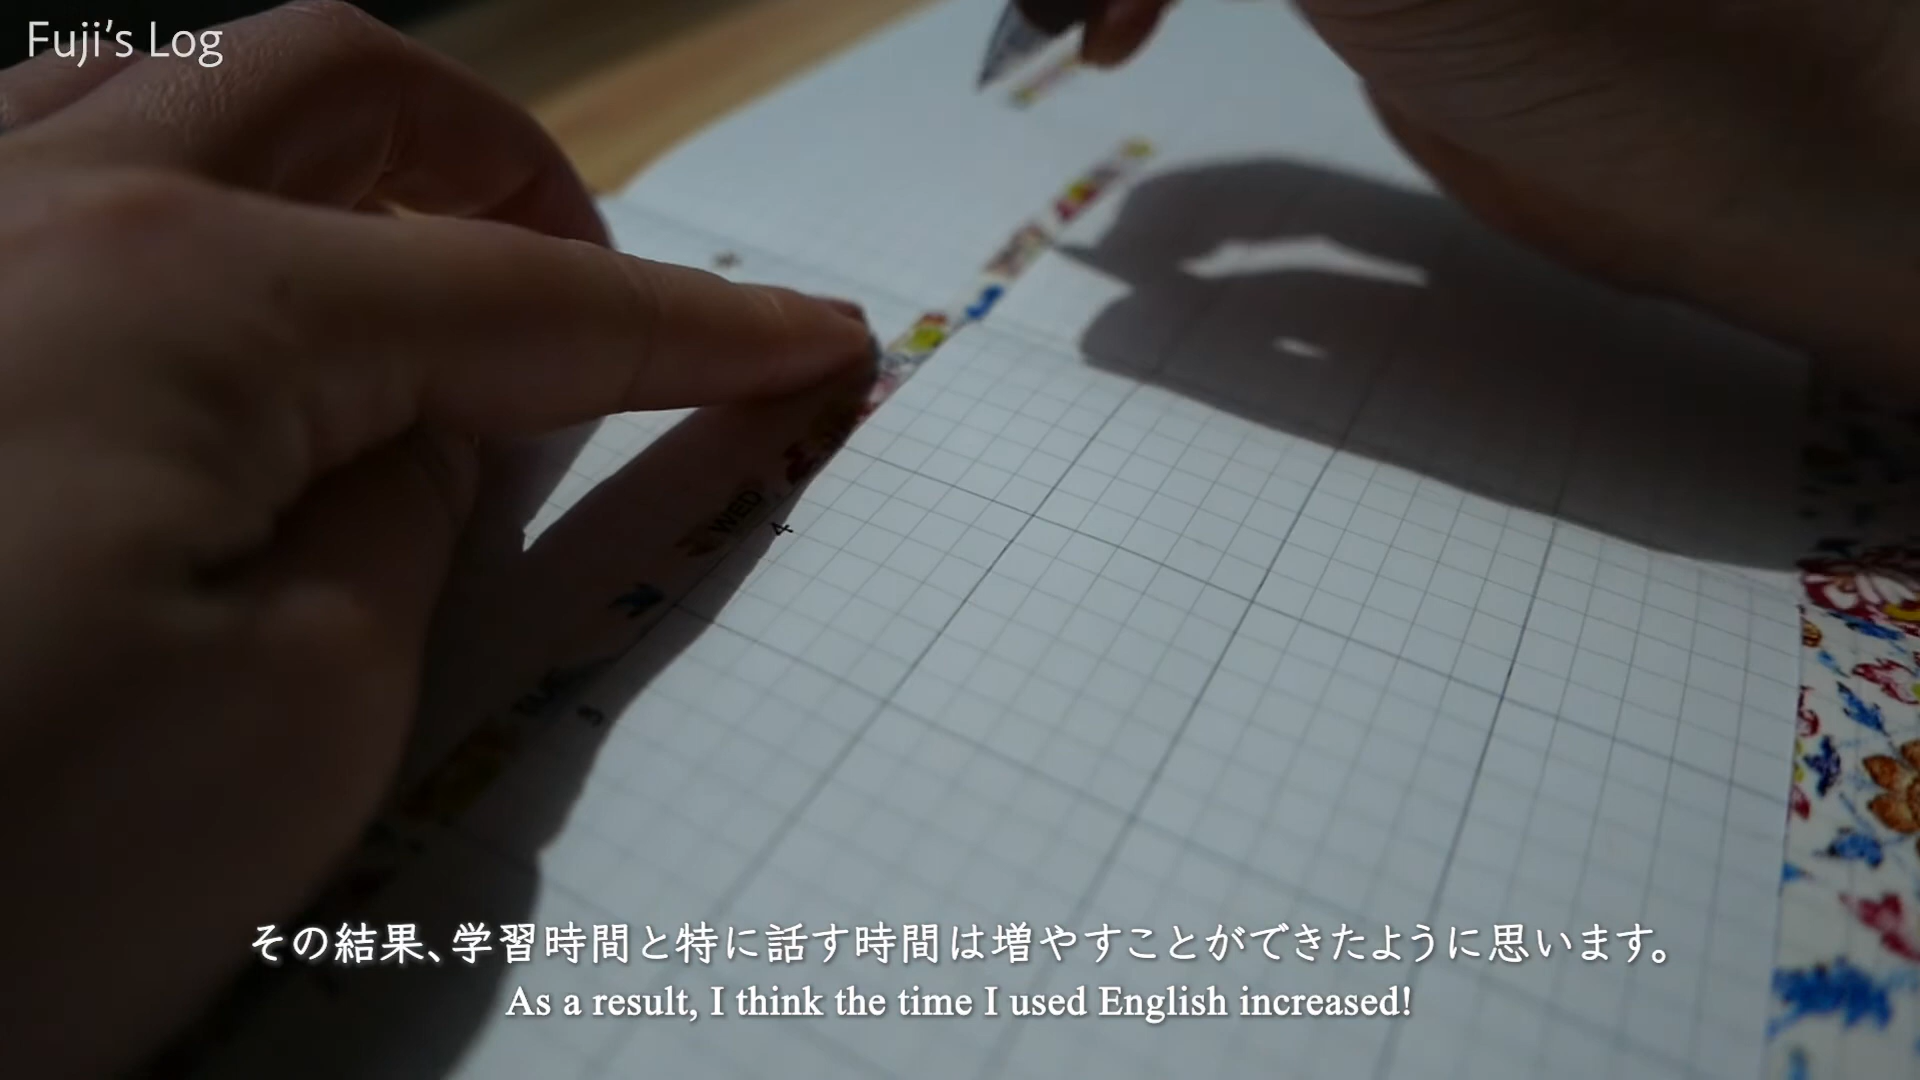 Fuji's Log
WED
4
3
その結果、学習時間と特に話す時間は増やすことができたように思います。
As a result, I think the time I used English increased!